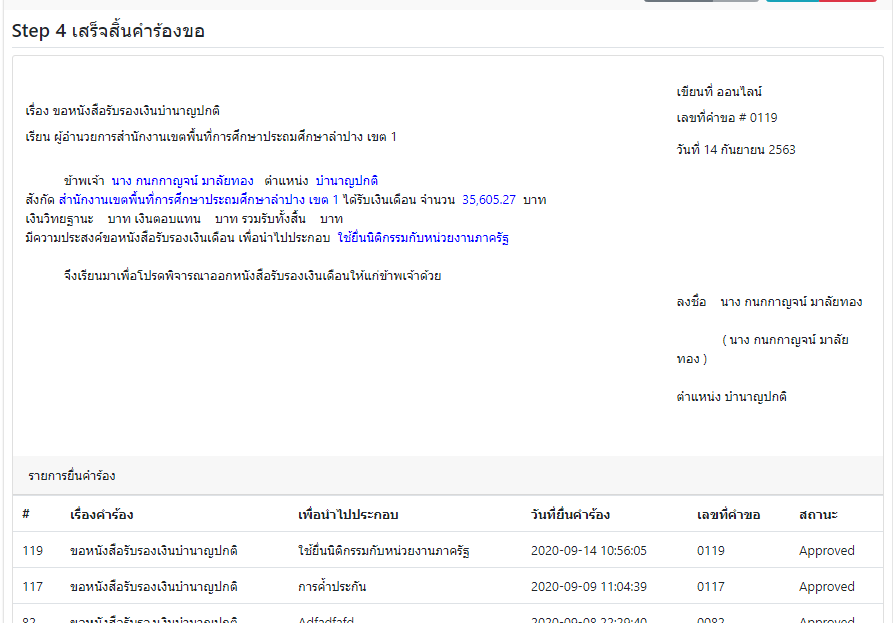 Step 4 เสร็จสิ้นคำร้องขอ
เขียนที่ ออนไลน์
เรื่อง ขอหนังสือรับรองเงินบำนาญปกติ
เลขที่คำขอ # 0119
เรียน ผู้อำนวยการสำนักงานเขตพื้นที่การศึกษาประถมศึกษาลำปาง เขต 1
วันที่ 14 กันยายน 2563
ข้าพเจ้า นาง กนกกาญจน์ มาลัยทอง ตำแหน่ง บำนาญปกติ
สังกัด สำนักงานเขตพื้นที่การศึกษาประถมศึกษาลำปาง เขต 1 ได้รับเงินเดือน จำนวน 35,605.27 บาท
เงินวิทยฐานะ บาท เงินตอบแทน บาท รวมรับทั้งสิ้น บาท
มีความประสงค์ขอหนังสือรับรองเงินเดือน เพื่อนำไปประกอบ ใช้ยื่นนิติกรรมกับหน่วยงานภาครัฐ
จึงเรียนมาเพื่อโปรดพิจารณาออกหนังสือรับรองเงินเดือนให้แก่ข้าพเจ้าด้วย
ลงชื่อ นาง กนกกาญจน์ มาลัยทอง
( นาง กนกกาญจน์ มาลัย
ทอง )
ตำแหน่ง บำนาญปกติ
รายการยื่นคำร้อง
# เรื่องคำร้อง เพื่อนำไปประกอบ วันที่ยื่นคำร้อง เลขที่คำขอ สถานะ
119 ขอหนังสือรับรองเงินบำนาญปกติ ใช้ยื่นนิติกรรมกับหน่วยงานภาครัฐ 2020-09-14 10:56:05 0119 Approved
117 ขอหนังสือรับรองเงินบำนาญปกติ การค้ำประกัน 2020-09-09 11:04:39 0117 Approved
82 ขอหนังสือรับรองเงินบำนาญปกติ Adfadfafd 2020-09-08 22:29:40 0082 Approved